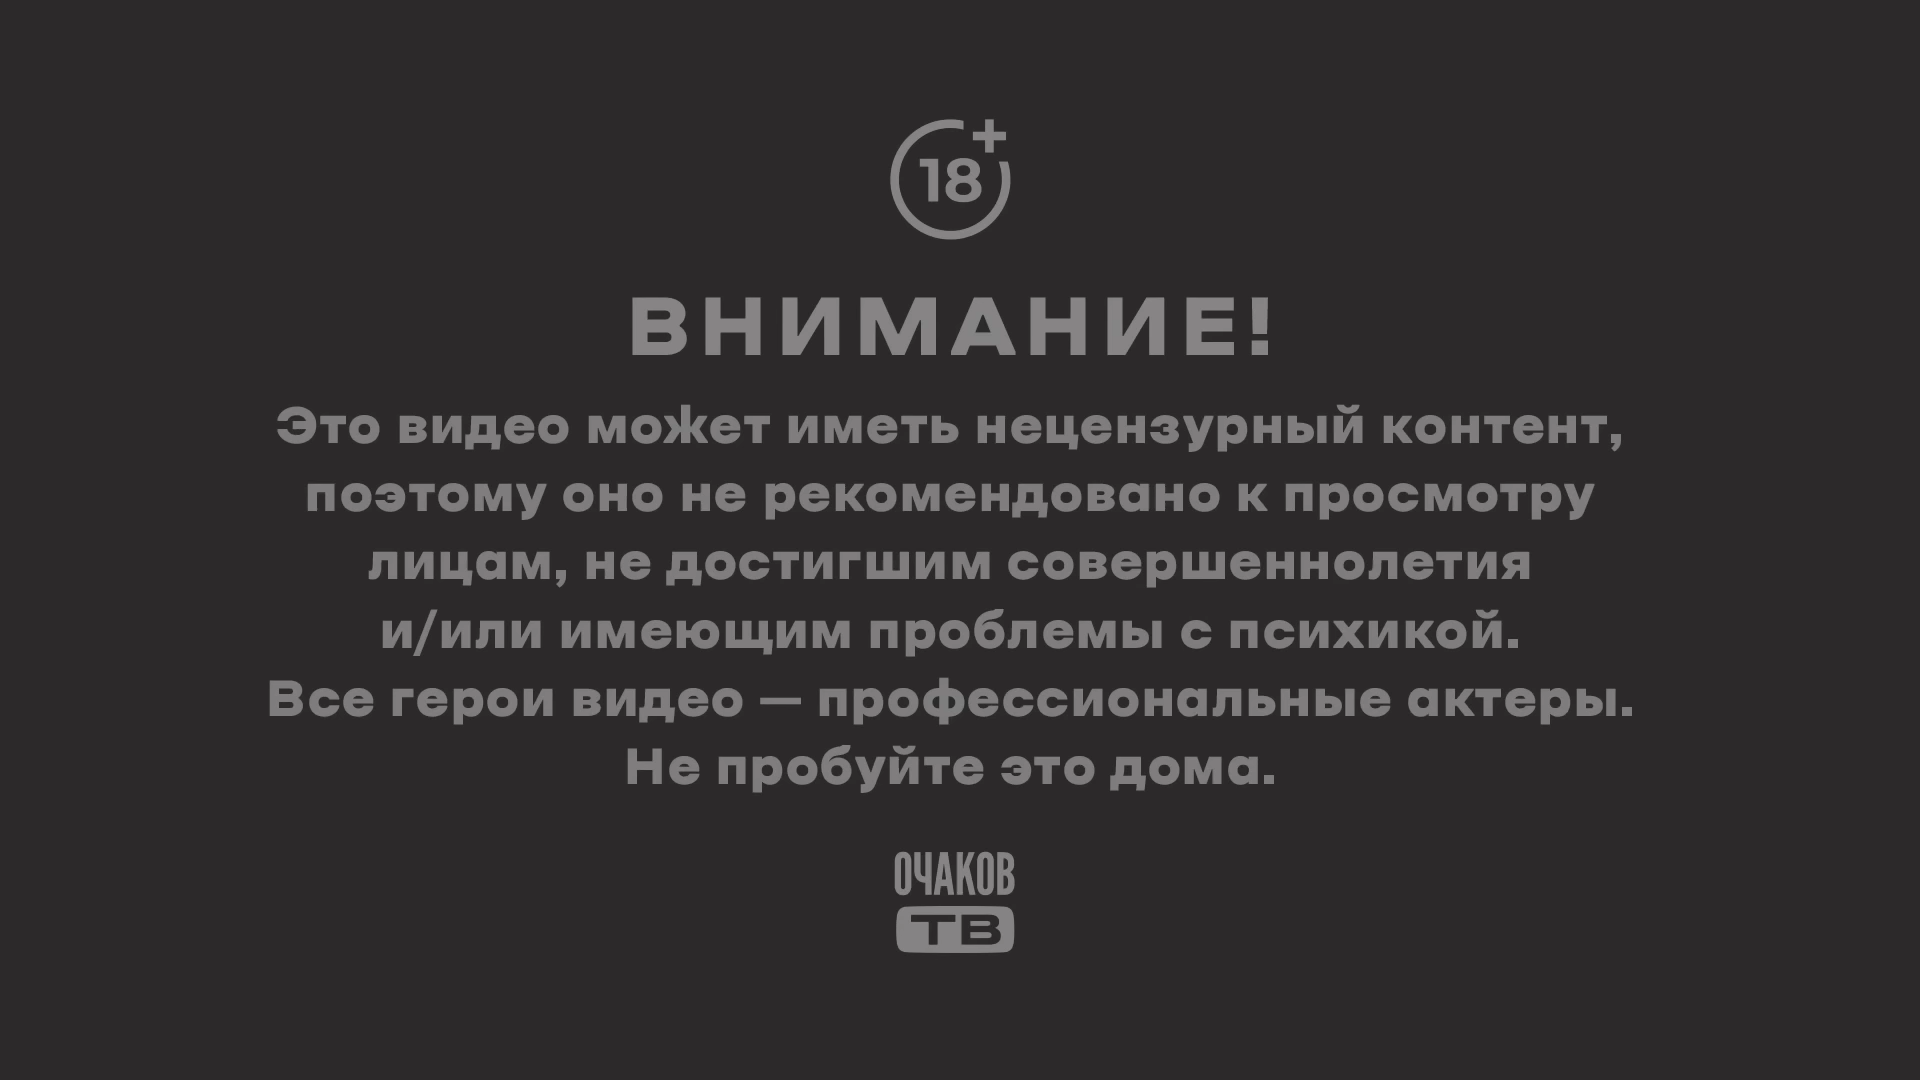 18+
ВНИМАНИЕ!
Это видео может иметь нецензурный контент,
поэтому оно не рекомендовано к просмотру
лицам, не достигшим совершеннолетия
и/или имеющим проблемы с психикой.
Все герои видео — профессиональные актеры.
Не пробуйте это дома.
ОЧАКОВ
ТВ